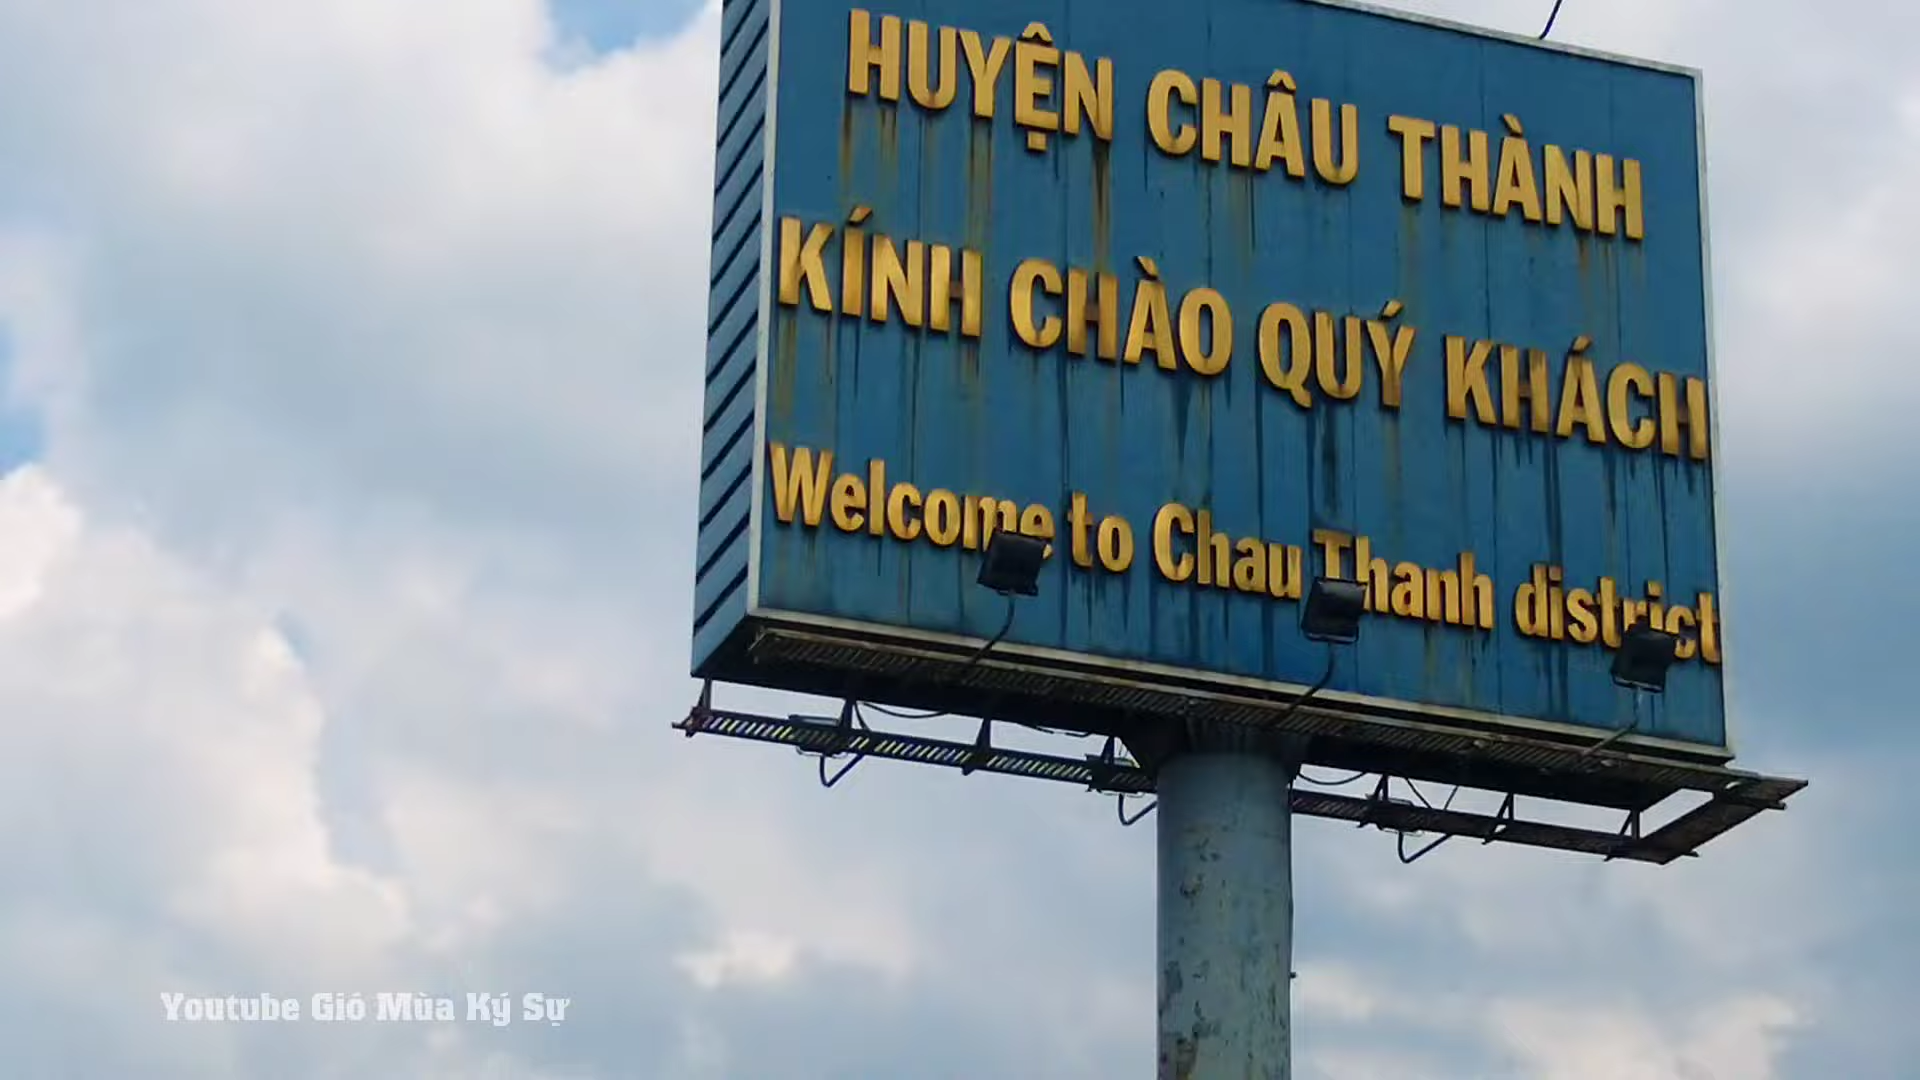 HUYỆN CHÂU THÀNH
KÍNH CHÀO QUÝ KHÁCH
Welcome to Chau Thanh district
Youtube Gió Mùa Ký Sự